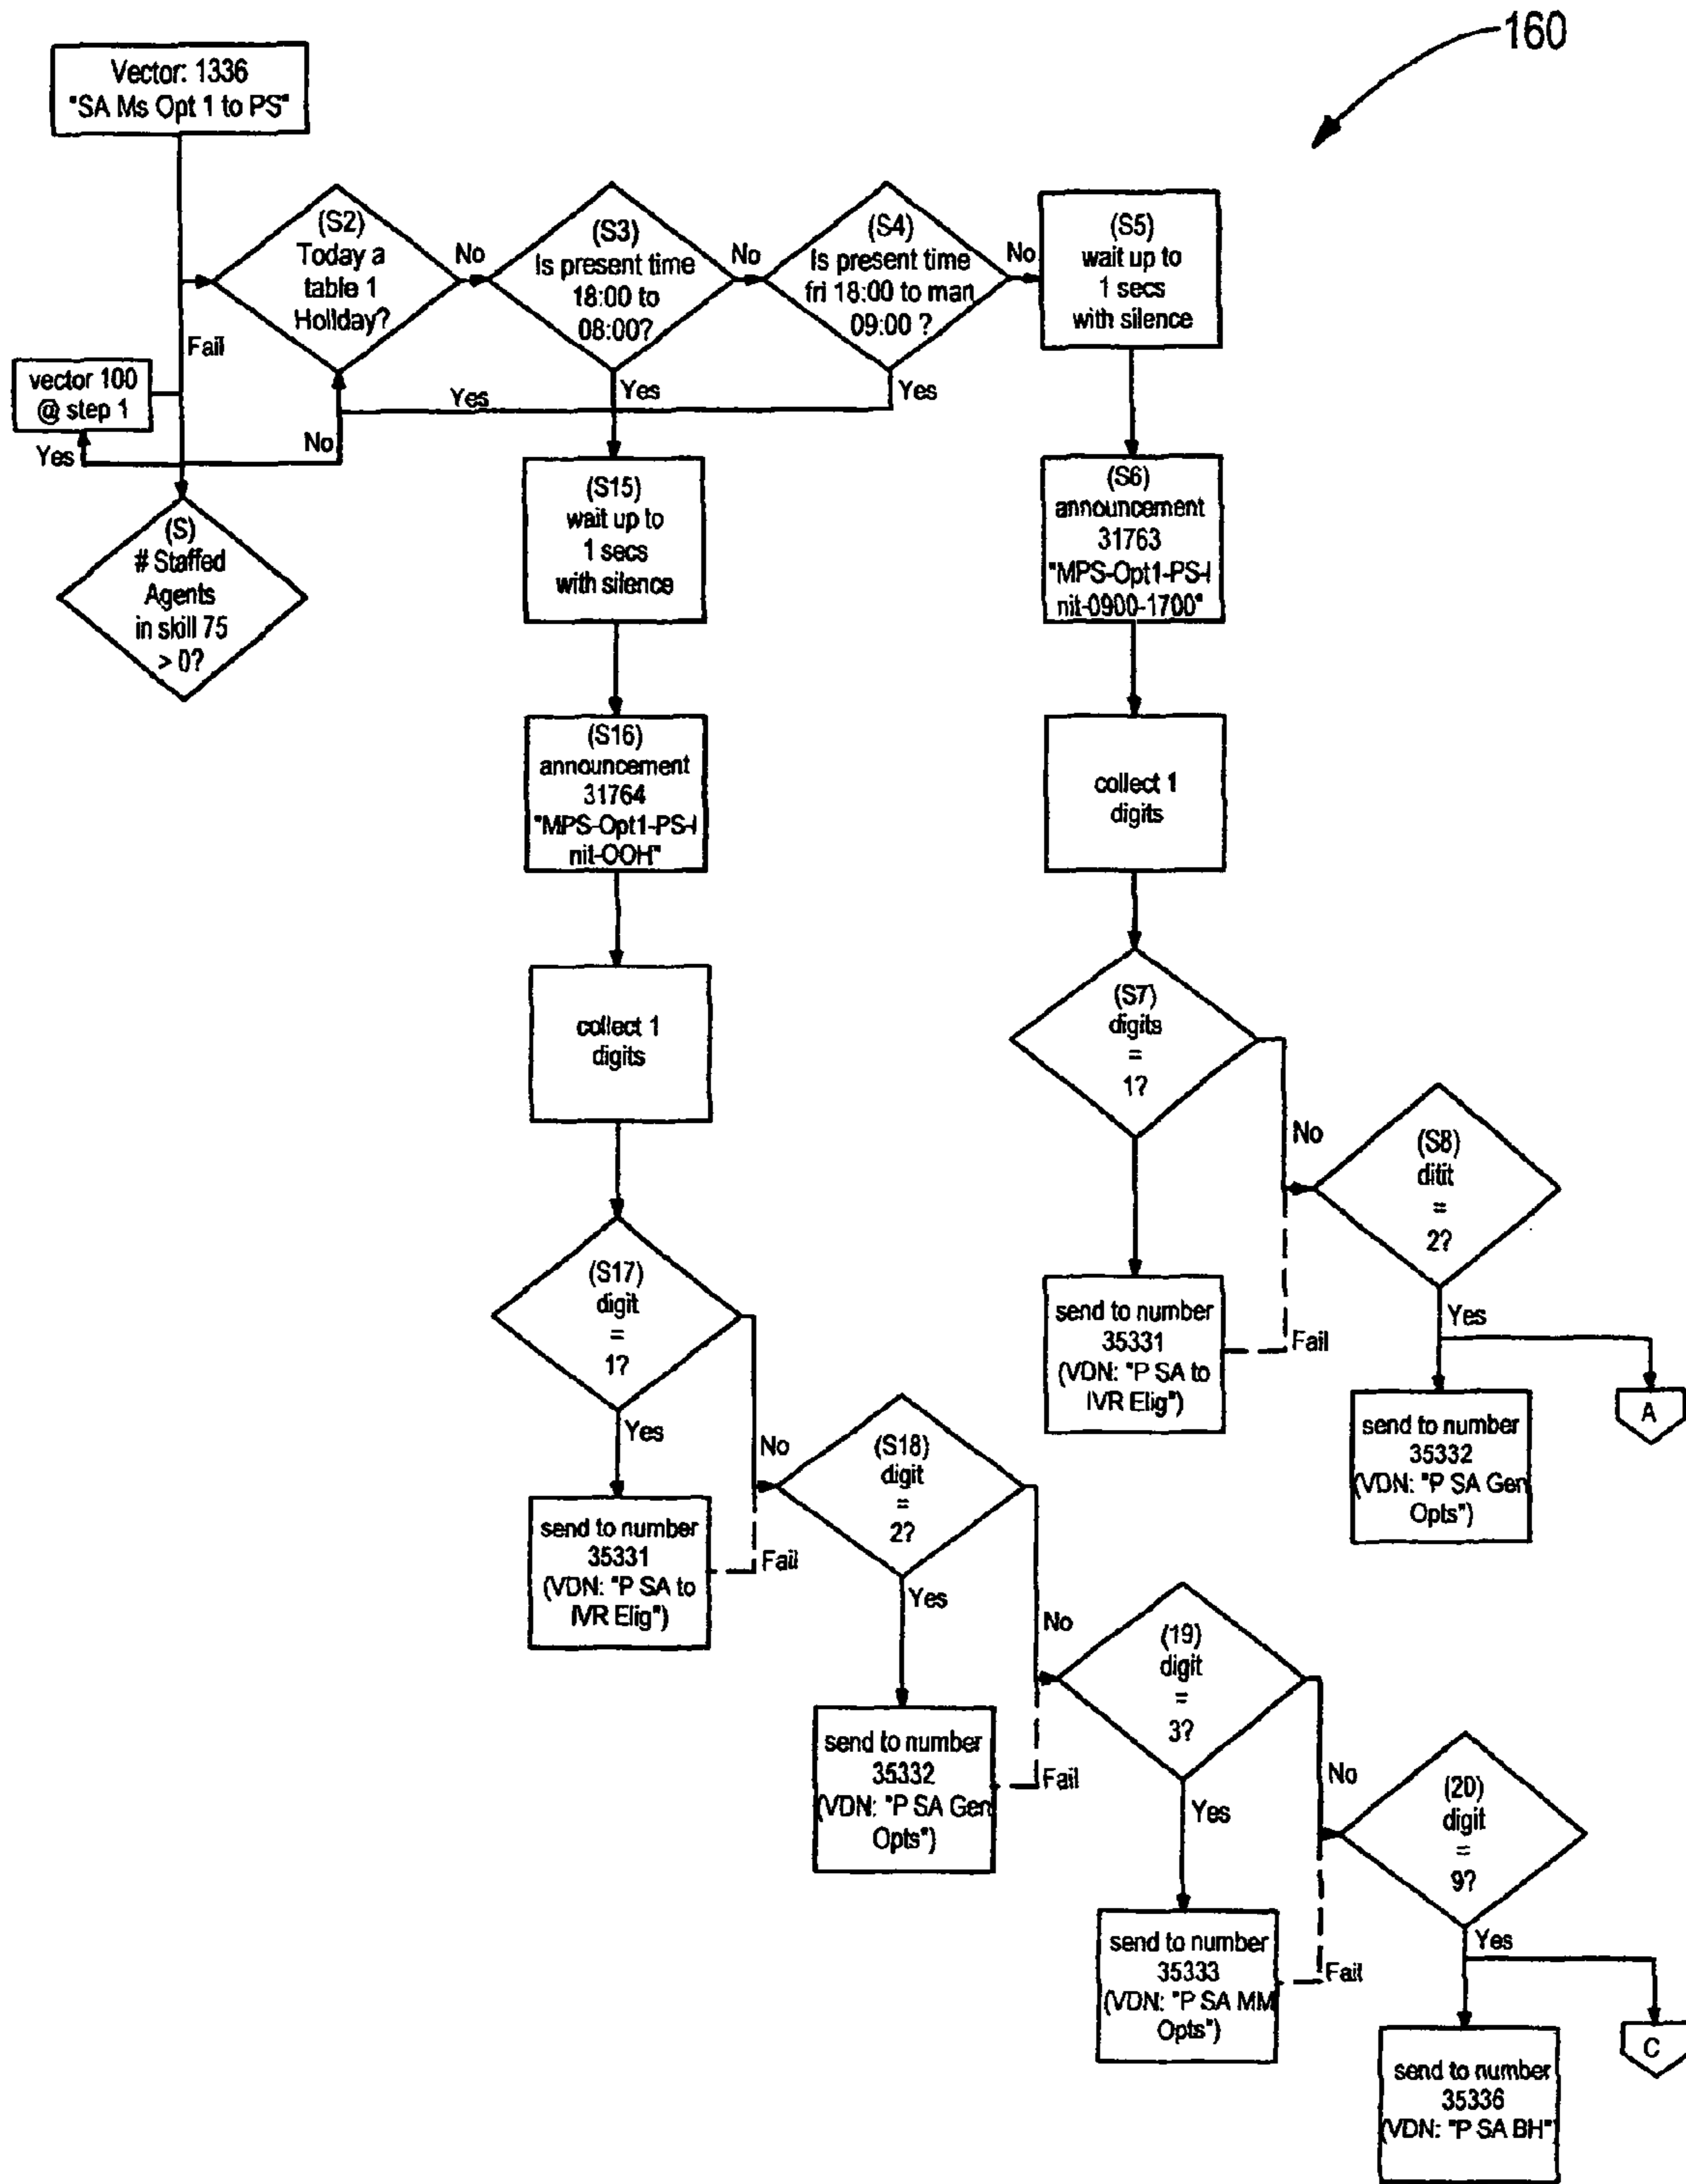 160
Vector: 1336
"SA Ms Opt 1 to PS"
(S2)
Today a
table 1
Holiday?
No
(S3)
Is present time
18:00 to
08:00?
No
(S4)
Is present time
fri 18:00 to man
09:00 ?
No
(S5)
wait up to
1 secs
with silence
Fail
vector 100
@ step 1
Yes
No
Yes
Yes
Yes
(S)
# Staffed
Agents
in skill 75
> 0?
(S15)
wait up to
1 secs
with silence
(S6)
announcement
31763
"MPS-Opt1-PS-I
nit-0900-1700"
(S16)
announcement
31764
"MPS-Opt1-PS-I
nit-OOH"
collect 1
digits
collect 1
digits
(S7)
digits
=
1?
No
(S8)
ditit
=
2?
(S17)
digit
=
1?
send to number
35331
(VDN: "P SA to
IVR Elig")
Fail
Yes
A
send to number
35332
(VDN: "P SA Gen
Opts")
Yes
No
(S18)
digit
=
2?
send to number
35331
(VDN: "P SA to
IVR Elig")
Fail
Yes
No
(19)
digit
=
3?
send to number
35332
(VDN: "P SA Gen
Opts")
Fail
Yes
No
(20)
digit
=
9?
send to number
35333
(VDN: "P SA MM
Opts")
Fail
Yes
C
send to number
35336
(VDN: "P SA BH"